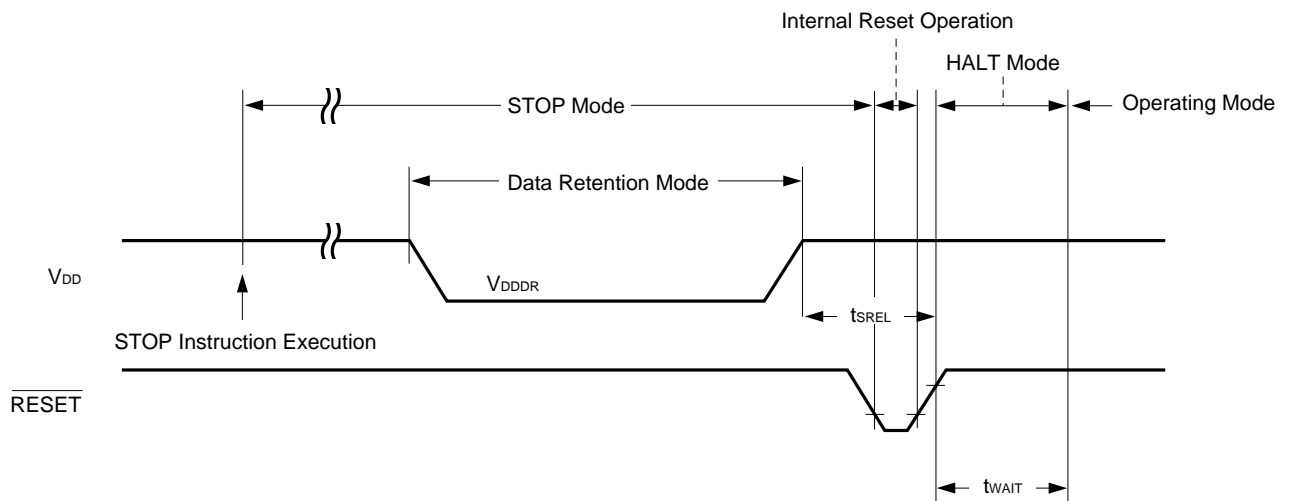 Internal Reset Operation
HALT Mode
STOP Mode
Operating Mode
Data Retention Mode
VDD
VDDDR
tSREL
STOP Instruction Execution
RESET
tWAIT